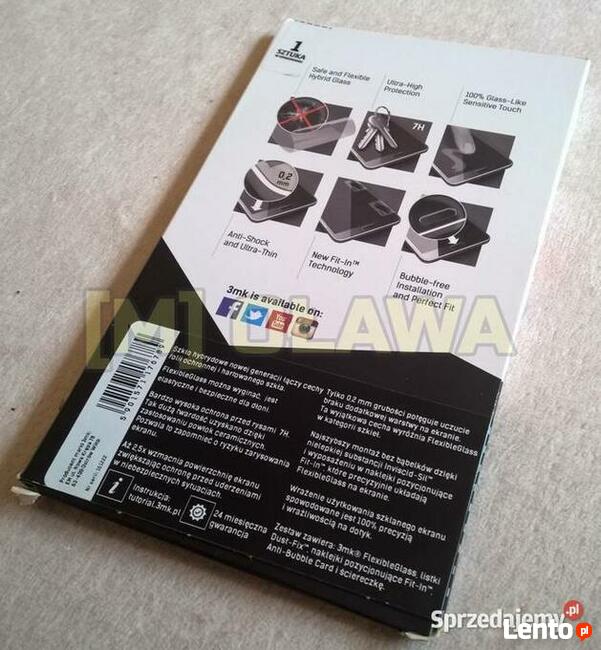 1
SZTUKA
Safe and Flexible
Hybrid Glass
Ultra-High
Protection
100% Glass-Like
Sensitive Touch
7H
0,2
mm
Anti-Shock
and Ultra-Thin
New Fit-In™
Technology
Bubble-free
Installation
and Perfect Fit
3mk is available on:
You
Tube
[M] OLAWA
Szkło hybrydowe nowej generacji łączy cechy
folii ochronnej i hartowanego szkła.
FlexibleGlass można wyginać, jest
elastyczne i bezpieczne dla dłoni.
Bardzo wysoka ochrona przed rysami 7H.
Tak dużą twardość uzyskano dzięki
zastosowaniu powłok ceramicznych.
Pozwala to zapomnieć o ryzyku zarysowania
ekranu.
Aż 2,5x wzmacnia powierzchnię ekranu
zwiększając ochronę przed uderzeniami
w niebezpiecznych sytuacjach.
Instrukcja:
tutorial.3mk.pl
24 miesięczna
gwarancja
Tylko 0,2 mm grubości potęguje uczucie
braku dodatkowej warstwy na ekranie.
Ta wyjątkowa cecha wyróżnia FlexibleGlass
w kategorii szkieł.
Najszybszy montaż bez bąbelków dzięki
nietępkiej substancji Inviscid-Sil™
i wyposażeniu w naklejki pozycjonujące
Fit-In™, które precyzyjnie układają
FlexibleGlass na ekranie.
Wrażenie użytkowania szklanego ekranu
spowodowane jest 100% precyzją
i wrażliwością na dotyk.
Zestaw zawiera: 3mk® FlexibleGlass, listki
Dust-Fix™ naklejki pozycjonujące Fit-In™
Anti-Bubble Card i ściereczkę.
Sprzedajemy.pl
Lento.pl